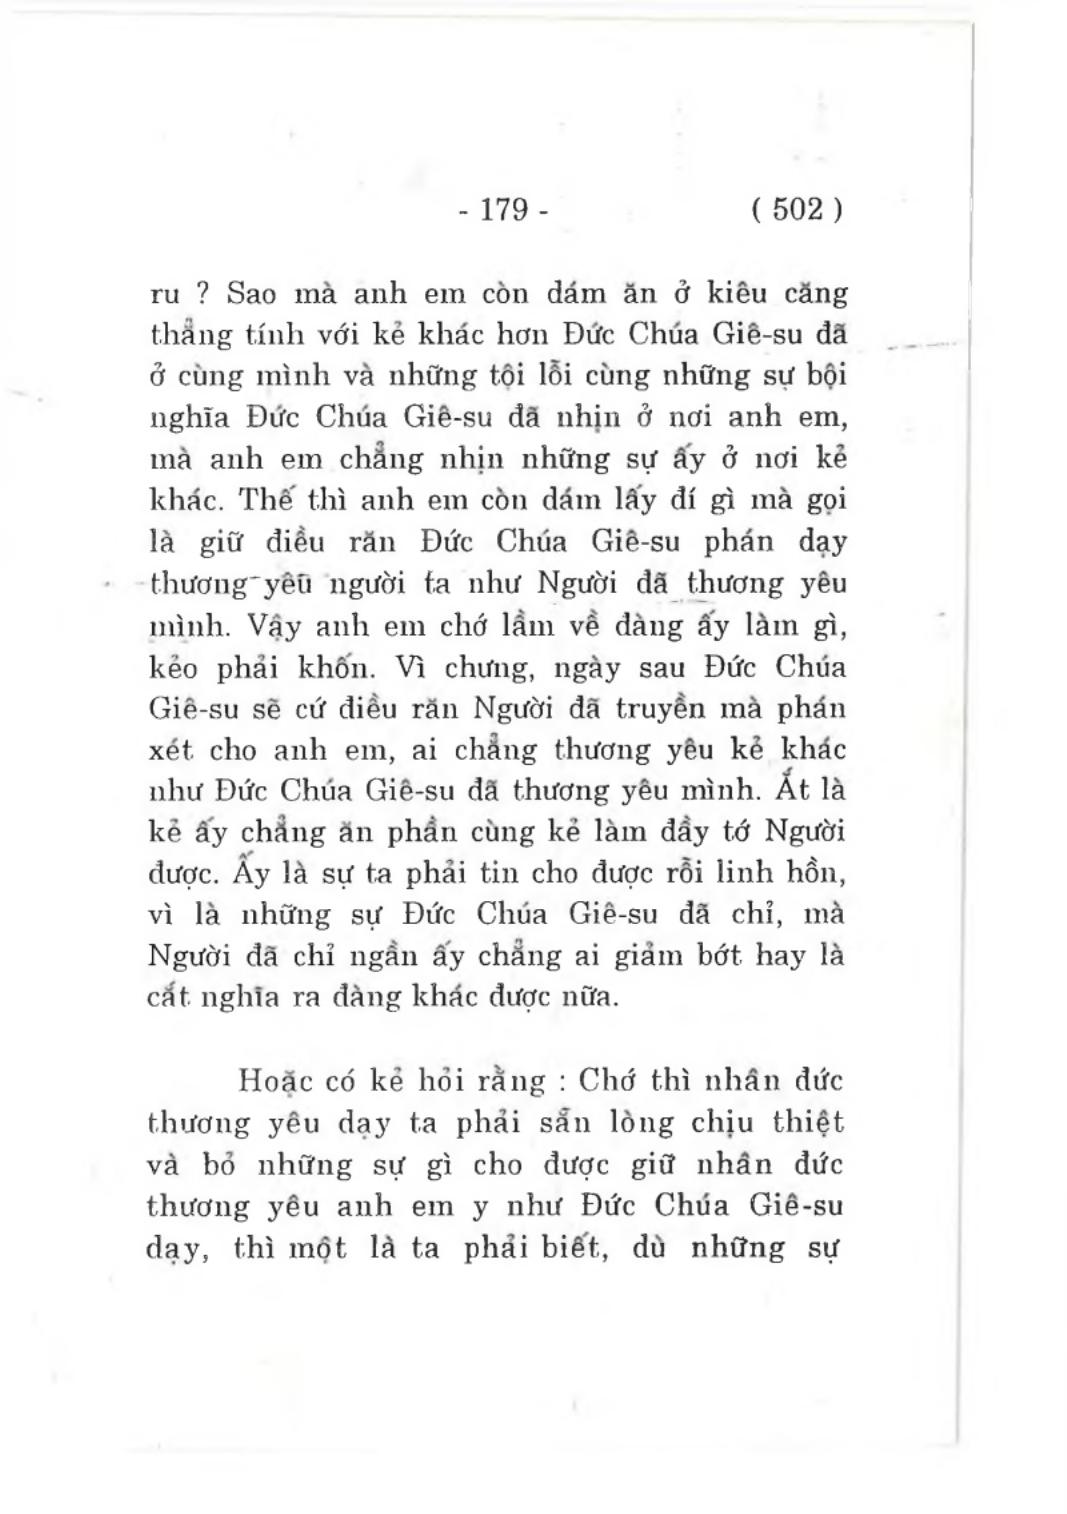 - 179 - ( 502 )
ru ? Sao mà anh em còn dám ăn ở kiêu căng
thẳng tính với kẻ khác hơn Đức Chúa Giê-su đã
ở cùng mình và những tội lỗi cùng những sự bội
nghĩa Đức Chúa Giê-su đã nhịn ở nơi anh em,
mà anh em chẳng nhịn những sự ấy ở nơi kẻ
khác. Thế thì anh em còn dám lấy đí gì mà gọi
là giữ điều răn Đức Chúa Giê-su phán dạy
thương yêu người ta như Người đã thương yêu
mình. Vậy anh em chớ lầm về đàng ấy làm gì,
kẻo phải khốn. Vì chưng, ngày sau Đức Chúa
Giê-su sẽ cứ điều răn Người đã truyền mà phán
xét cho anh em, ai chẳng thương yêu kẻ khác
như Đức Chúa Giê-su đã thương yêu mình. Ắt là
kẻ ấy chẳng ăn phần cùng kẻ làm đầy tớ Người
được. Ấy là sự ta phải tin cho được rỗi linh hồn,
vì là những sự Đức Chúa Giê-su đã chỉ, mà
Người đã chỉ ngần ấy chẳng ai giảm bớt hay là
cắt nghĩa ra đàng khác được nữa.
Hoặc có kẻ hỏi rằng : Chớ thì nhân đức
thương yêu dạy ta phải sẵn lòng chịu thiệt
và bỏ những sự gì cho được giữ nhân đức
thương yêu anh em y như Đức Chúa Giê-su
dạy, thì một là ta phải biết, dù những sự